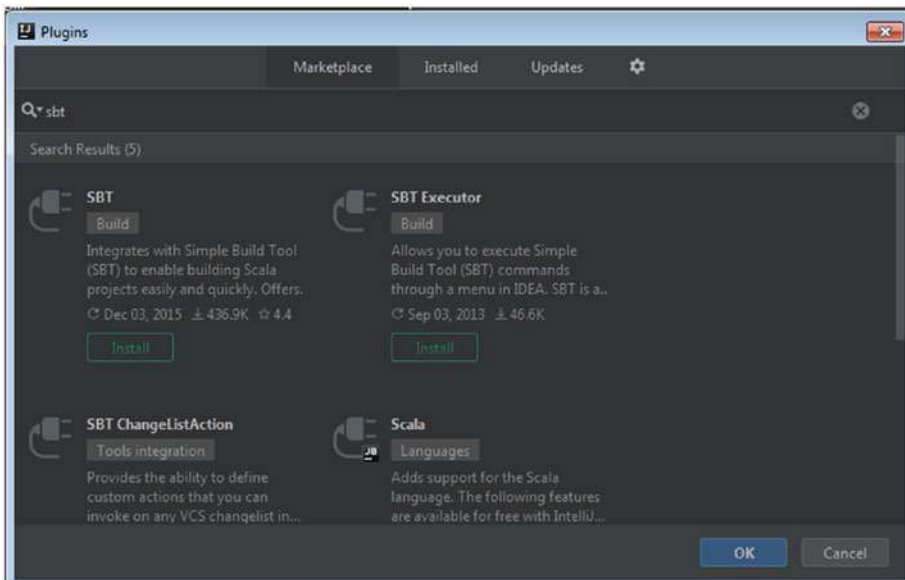 Plugins
Marketplace Installed Updates
sbt
Search Results (5)
SBT
Build
Integrates with Simple Build Tool
(SBT) to enable building Scala
projects easily and quickly. Offers.
Dec 03, 2015 436.9K 4.4
Install
SBT Executor
Build
Allows you to execute Simple
Build Tool (SBT) commands
through a menu in IDEA. SBT is a..
Sep 03, 2013 46.6K
Install
SBT ChangeListAction
Tools integration
Provides the ability to define
custom actions that you can
invoke on any VCS changelist in...
Scala
JB
Languages
Adds support for the Scala
language. The following features
are available for free with IntelliJ...
OK Cancel